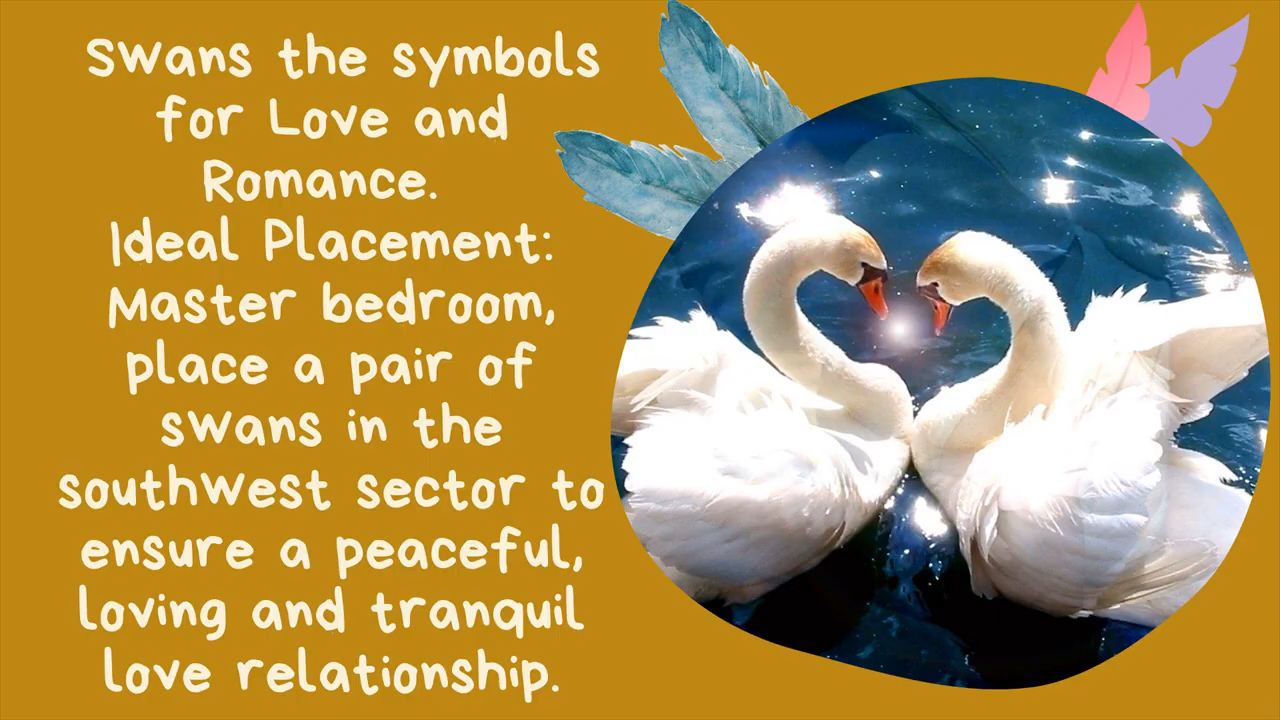 Swans the symbols
for Love and
Romance.
Ideal Placement:
Master bedroom,
place a pair of
swans in the
southwest sector to
ensure a peaceful,
loving and tranquil
love relationship.